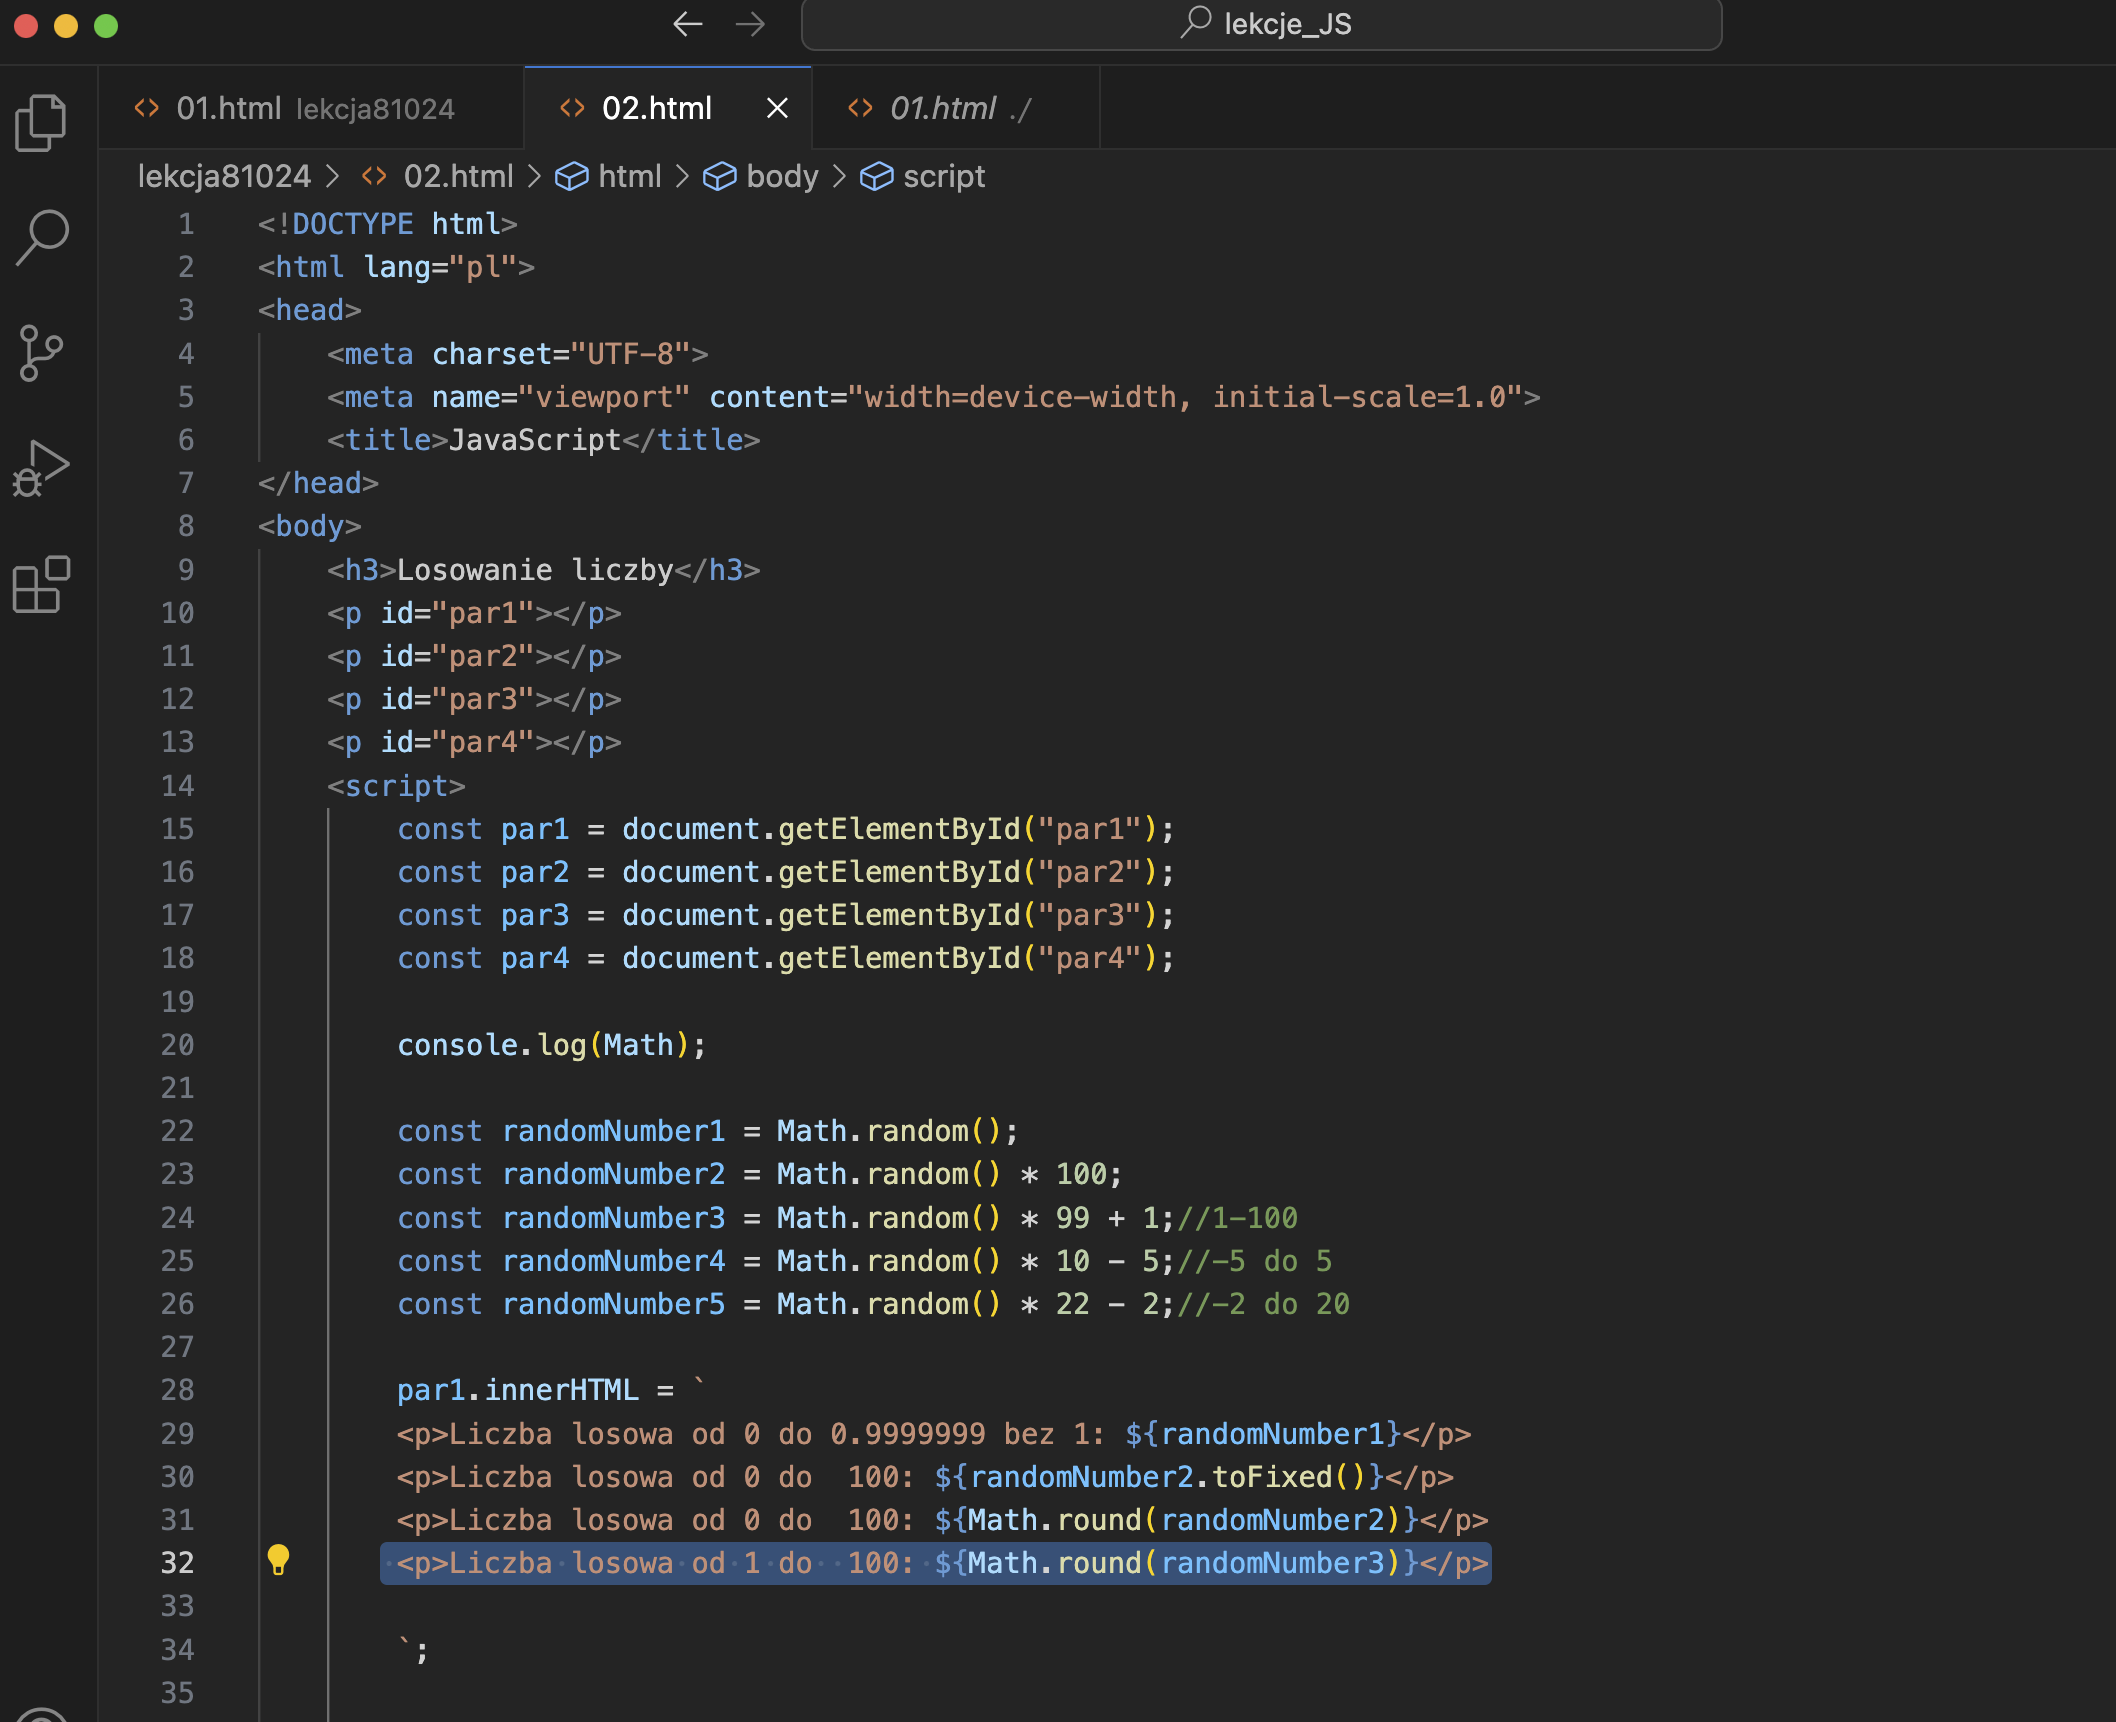 lekcje_JS
01.html lekcja81024
02.html
01.html ./
lekcja81024 > 02.html > html > body > script
1 <!DOCTYPE html>
2 <html lang="pl">
3 <head>
4 <meta charset="UTF-8">
5 <meta name="viewport" content="width=device-width, initial-scale=1.0">
6 <title>JavaScript</title>
7 </head>
8 <body>
9 <h3>Losowanie liczby</h3>
10 <p id="par1"></p>
11 <p id="par2"></p>
12 <p id="par3"></p>
13 <p id="par4"></p>
14 <script>
15 const par1 = document.getElementById("par1");
16 const par2 = document.getElementById("par2");
17 const par3 = document.getElementById("par3");
18 const par4 = document.getElementById("par4");
19
20 console.log(Math);
21
22 const randomNumber1 = Math.random();
23 const randomNumber2 = Math.random() * 100;
24 const randomNumber3 = Math.random() * 99 + 1;//1-100
25 const randomNumber4 = Math.random() * 10 - 5;//-5 do 5
26 const randomNumber5 = Math.random() * 22 - 2;//-2 do 20
27
28 par1.innerHTML = `
29 <p>Liczba losowa od 0 do 0.9999999 bez 1: ${randomNumber1}</p>
30 <p>Liczba losowa od 0 do  100: ${randomNumber2.toFixed()}</p>
31 <p>Liczba losowa od 0 do  100: ${Math.round(randomNumber2)}</p>
32 <p>Liczba losowa od 1 do  100: ${Math.round(randomNumber3)}</p>
33
34 `;
35